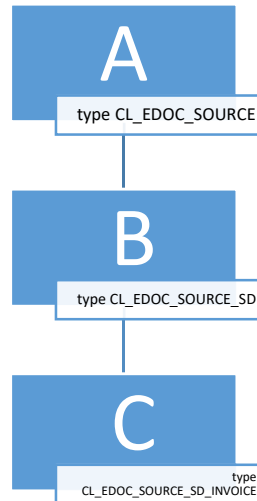 A
type CL_EDOC_SOURCE
B
type CL_EDOC_SOURCE_SD
C
type
CL_EDOC_SOURCE_SD_INVOICE